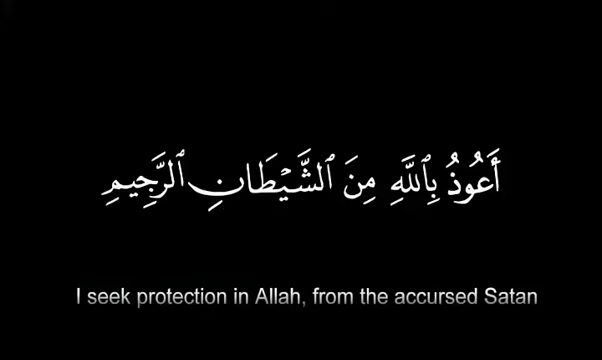 أَعُوذُ بِٱللَّهِ مِنَ ٱلشَّيْطَانِ ٱلرَّجِيمِ
I seek protection in Allah, from the accursed Satan